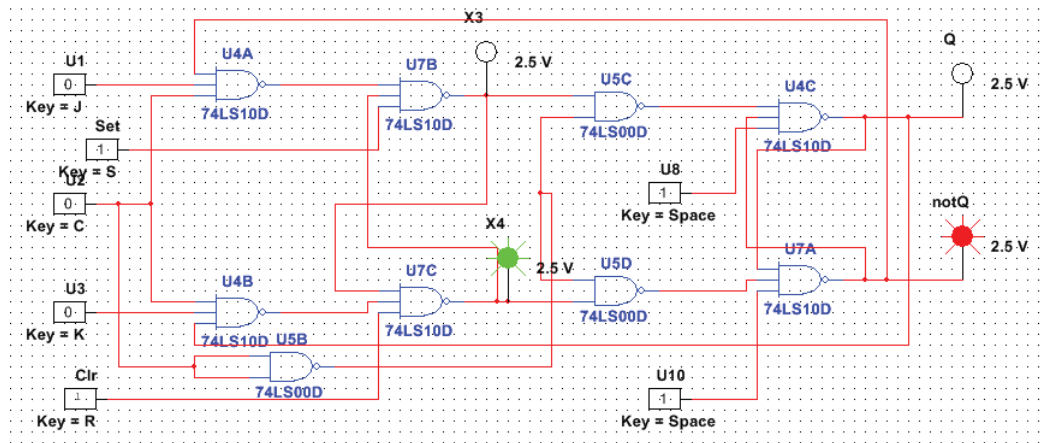 X3
Q
U1
U4A
U7B
2.5 V
U5C
U4C
2.5 V
0
Key = J
74LS10D
74LS10D
74LS00D
74LS10D
Set
1
Key = S
U2
0
Key = C
U8
1
Key = Space
notQ
X4
2.5 V
2.5 V
U4B
U7C
U5D
U7A
U3
0
Key = K
74LS10D
74LS10D
74LS00D
74LS10D
U5B
74LS00D
Clr
1
Key = R
U10
1
Key = Space